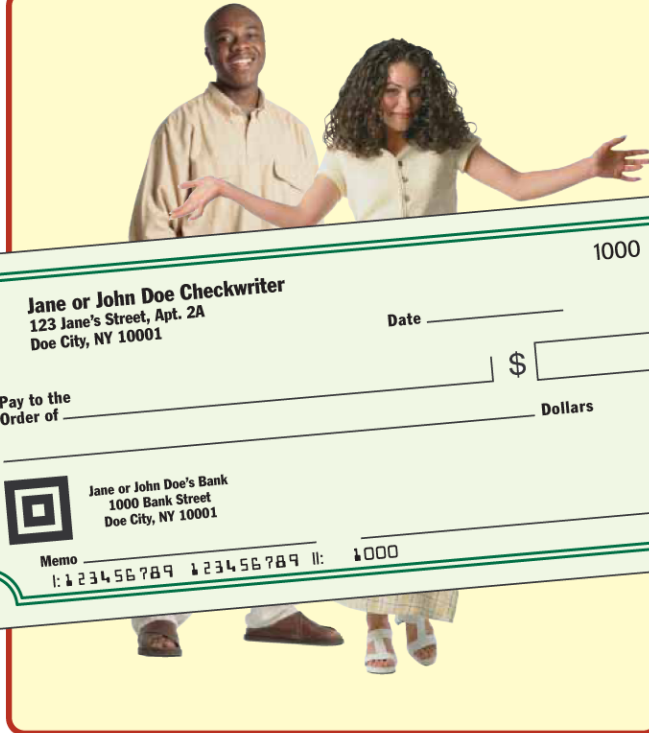 1000
Jane or John Doe Checkwriter
123 Jane's Street, Apt. 2A
Doe City, NY 10001
Date
Pay to the
Order of
$
Dollars
Jane or John Doe's Bank
1000 Bank Street
Doe City, NY 10001
Memo
|:123456789 123456789 ||: 1000